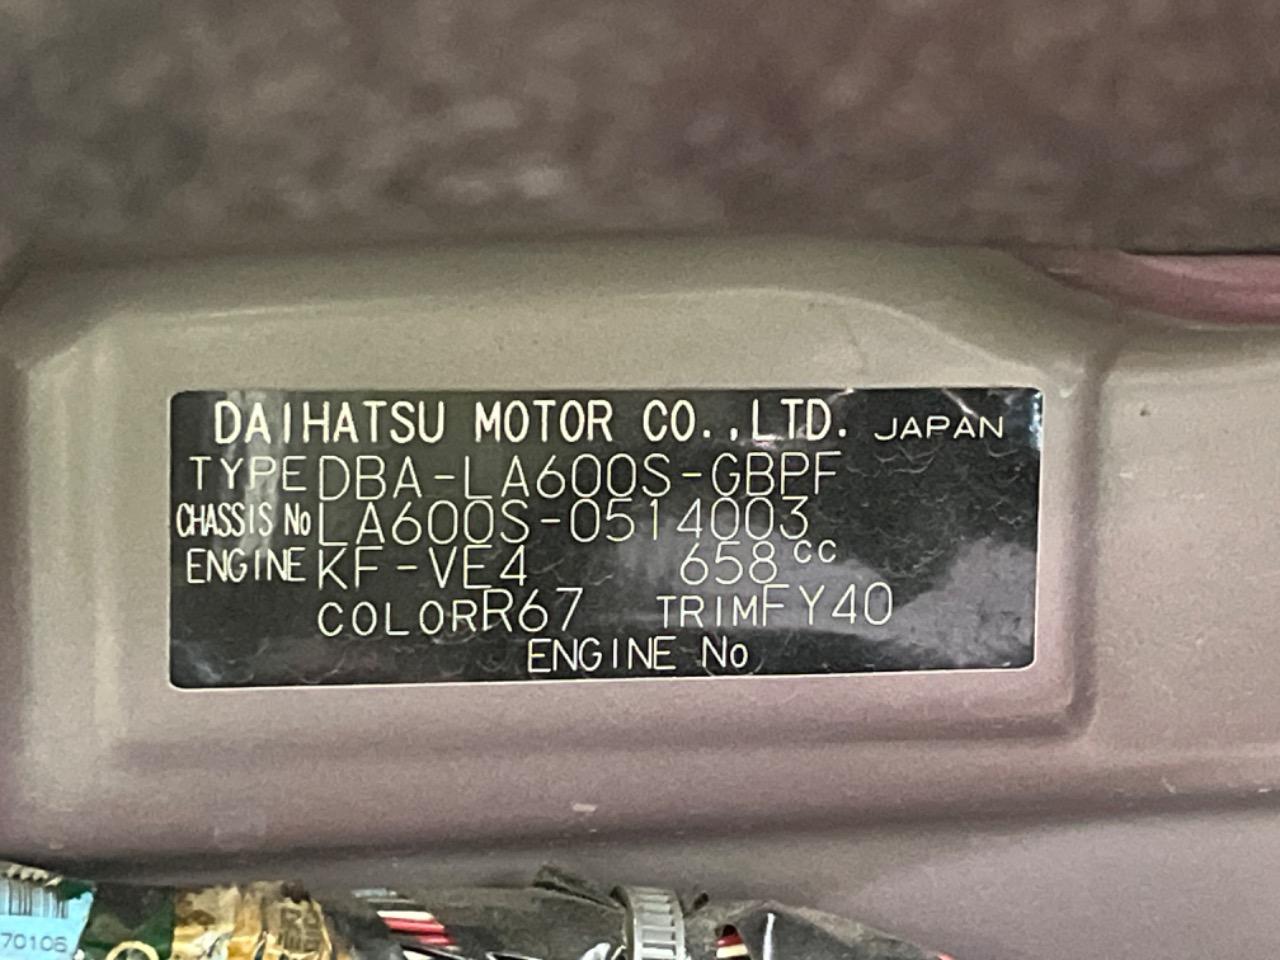 DAIHATSU MOTOR CO.,LTD. JAPAN
TYPE DBA-LA600S-GBPF
CHASSIS No LA600S-0514003
ENGINE KF-VE4 658cc
COLOR R67 TRIM FY40
ENGINE No
70106